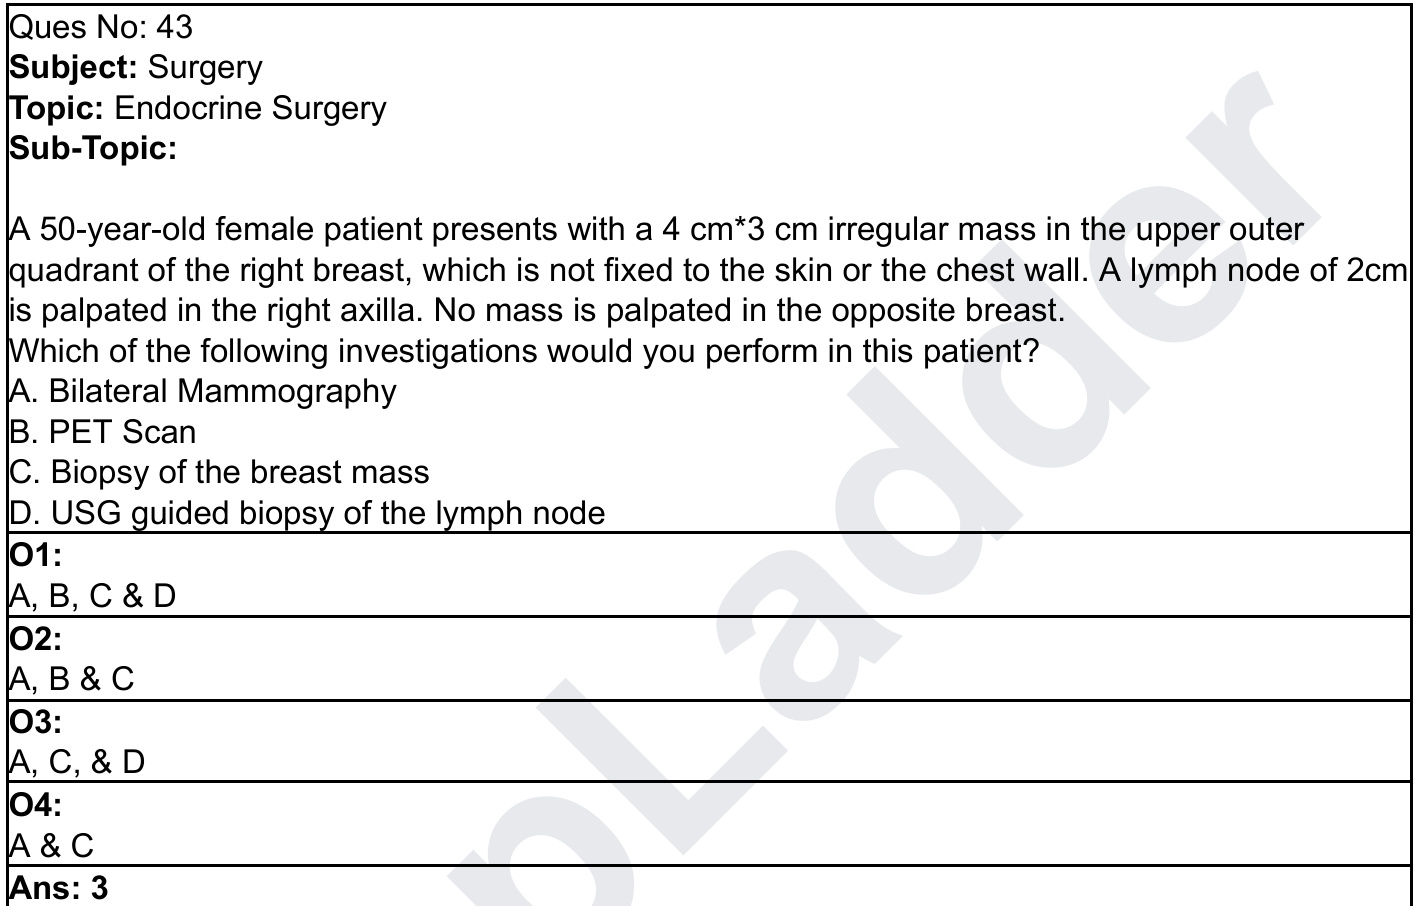 Ques No: 43
Subject: Surgery
Topic: Endocrine Surgery
Sub-Topic:
A 50-year-old female patient presents with a 4 cm*3 cm irregular mass in the upper outer
quadrant of the right breast, which is not fixed to the skin or the chest wall. A lymph node of 2cm
is palpated in the right axilla. No mass is palpated in the opposite breast.
Which of the following investigations would you perform in this patient?
A. Bilateral Mammography
B. PET Scan
C. Biopsy of the breast mass
D. USG guided biopsy of the lymph node
O1:
A, B, C & D
O2:
A, B & C
O3:
A, C, & D
O4:
A & C
Ans: 3
pLadder